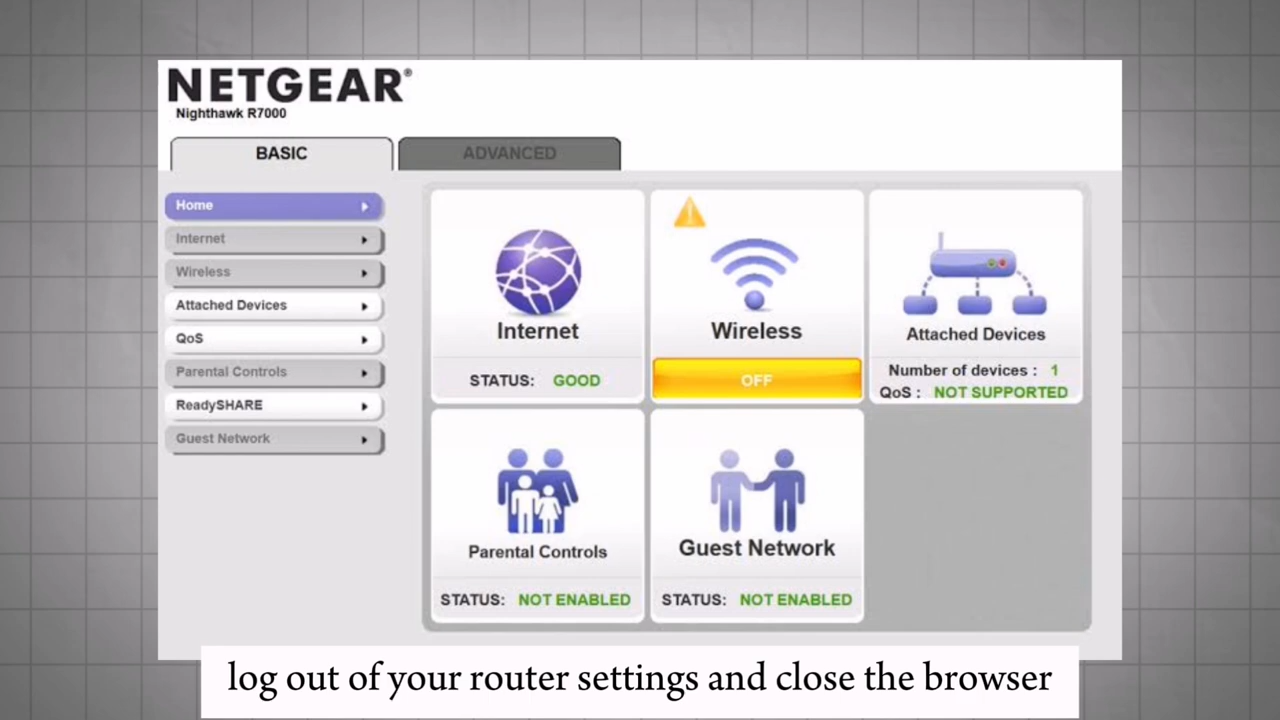 NETGEAR®
Nighthawk R7000
BASIC
ADVANCED
Home
Internet
Wireless
Attached Devices
QoS
Parental Controls
ReadySHARE
Guest Network
Internet
STATUS: GOOD
Wireless
OFF
Attached Devices
Number of devices : 1
QoS : NOT SUPPORTED
Parental Controls
STATUS: NOT ENABLED
Guest Network
STATUS: NOT ENABLED
log out of your router settings and close the browser